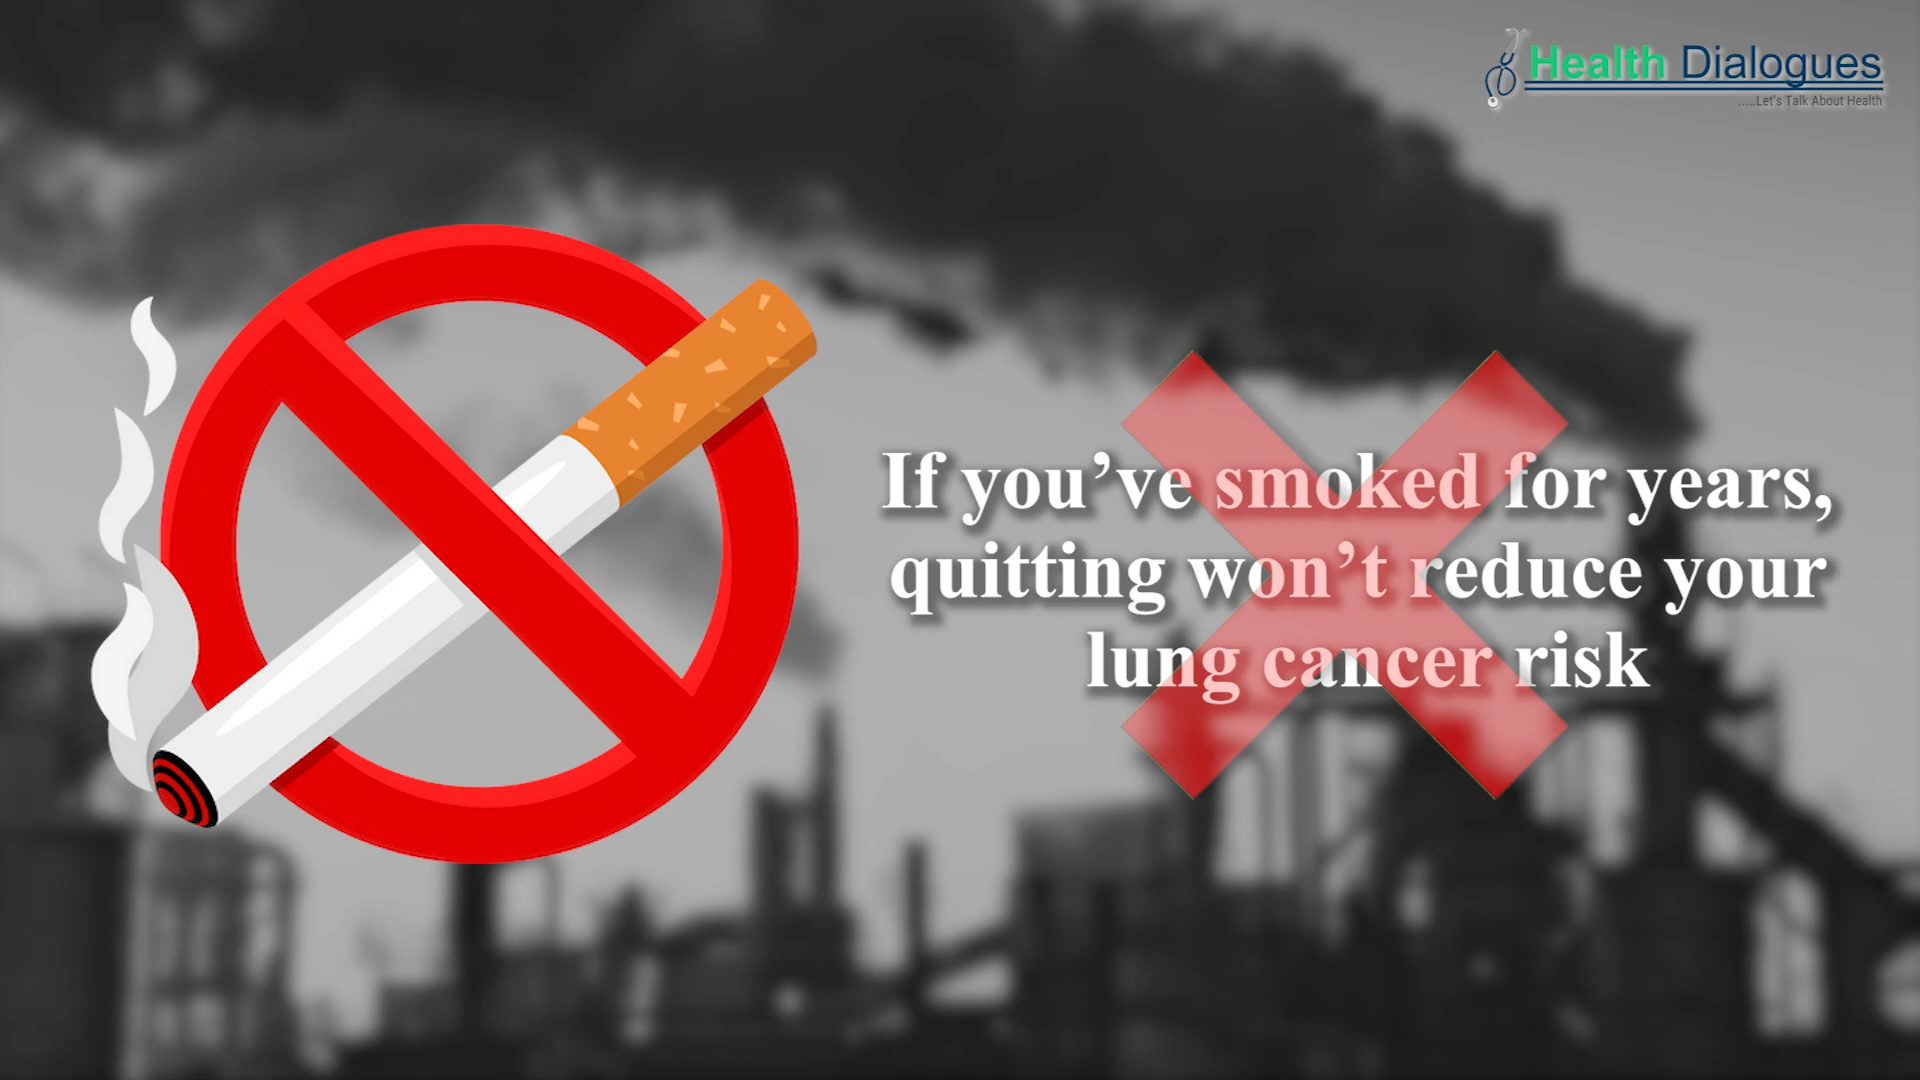 Health Dialogues
.....Let's Talk About Health
If you’ve smoked for years,
quitting won’t reduce your
lung cancer risk